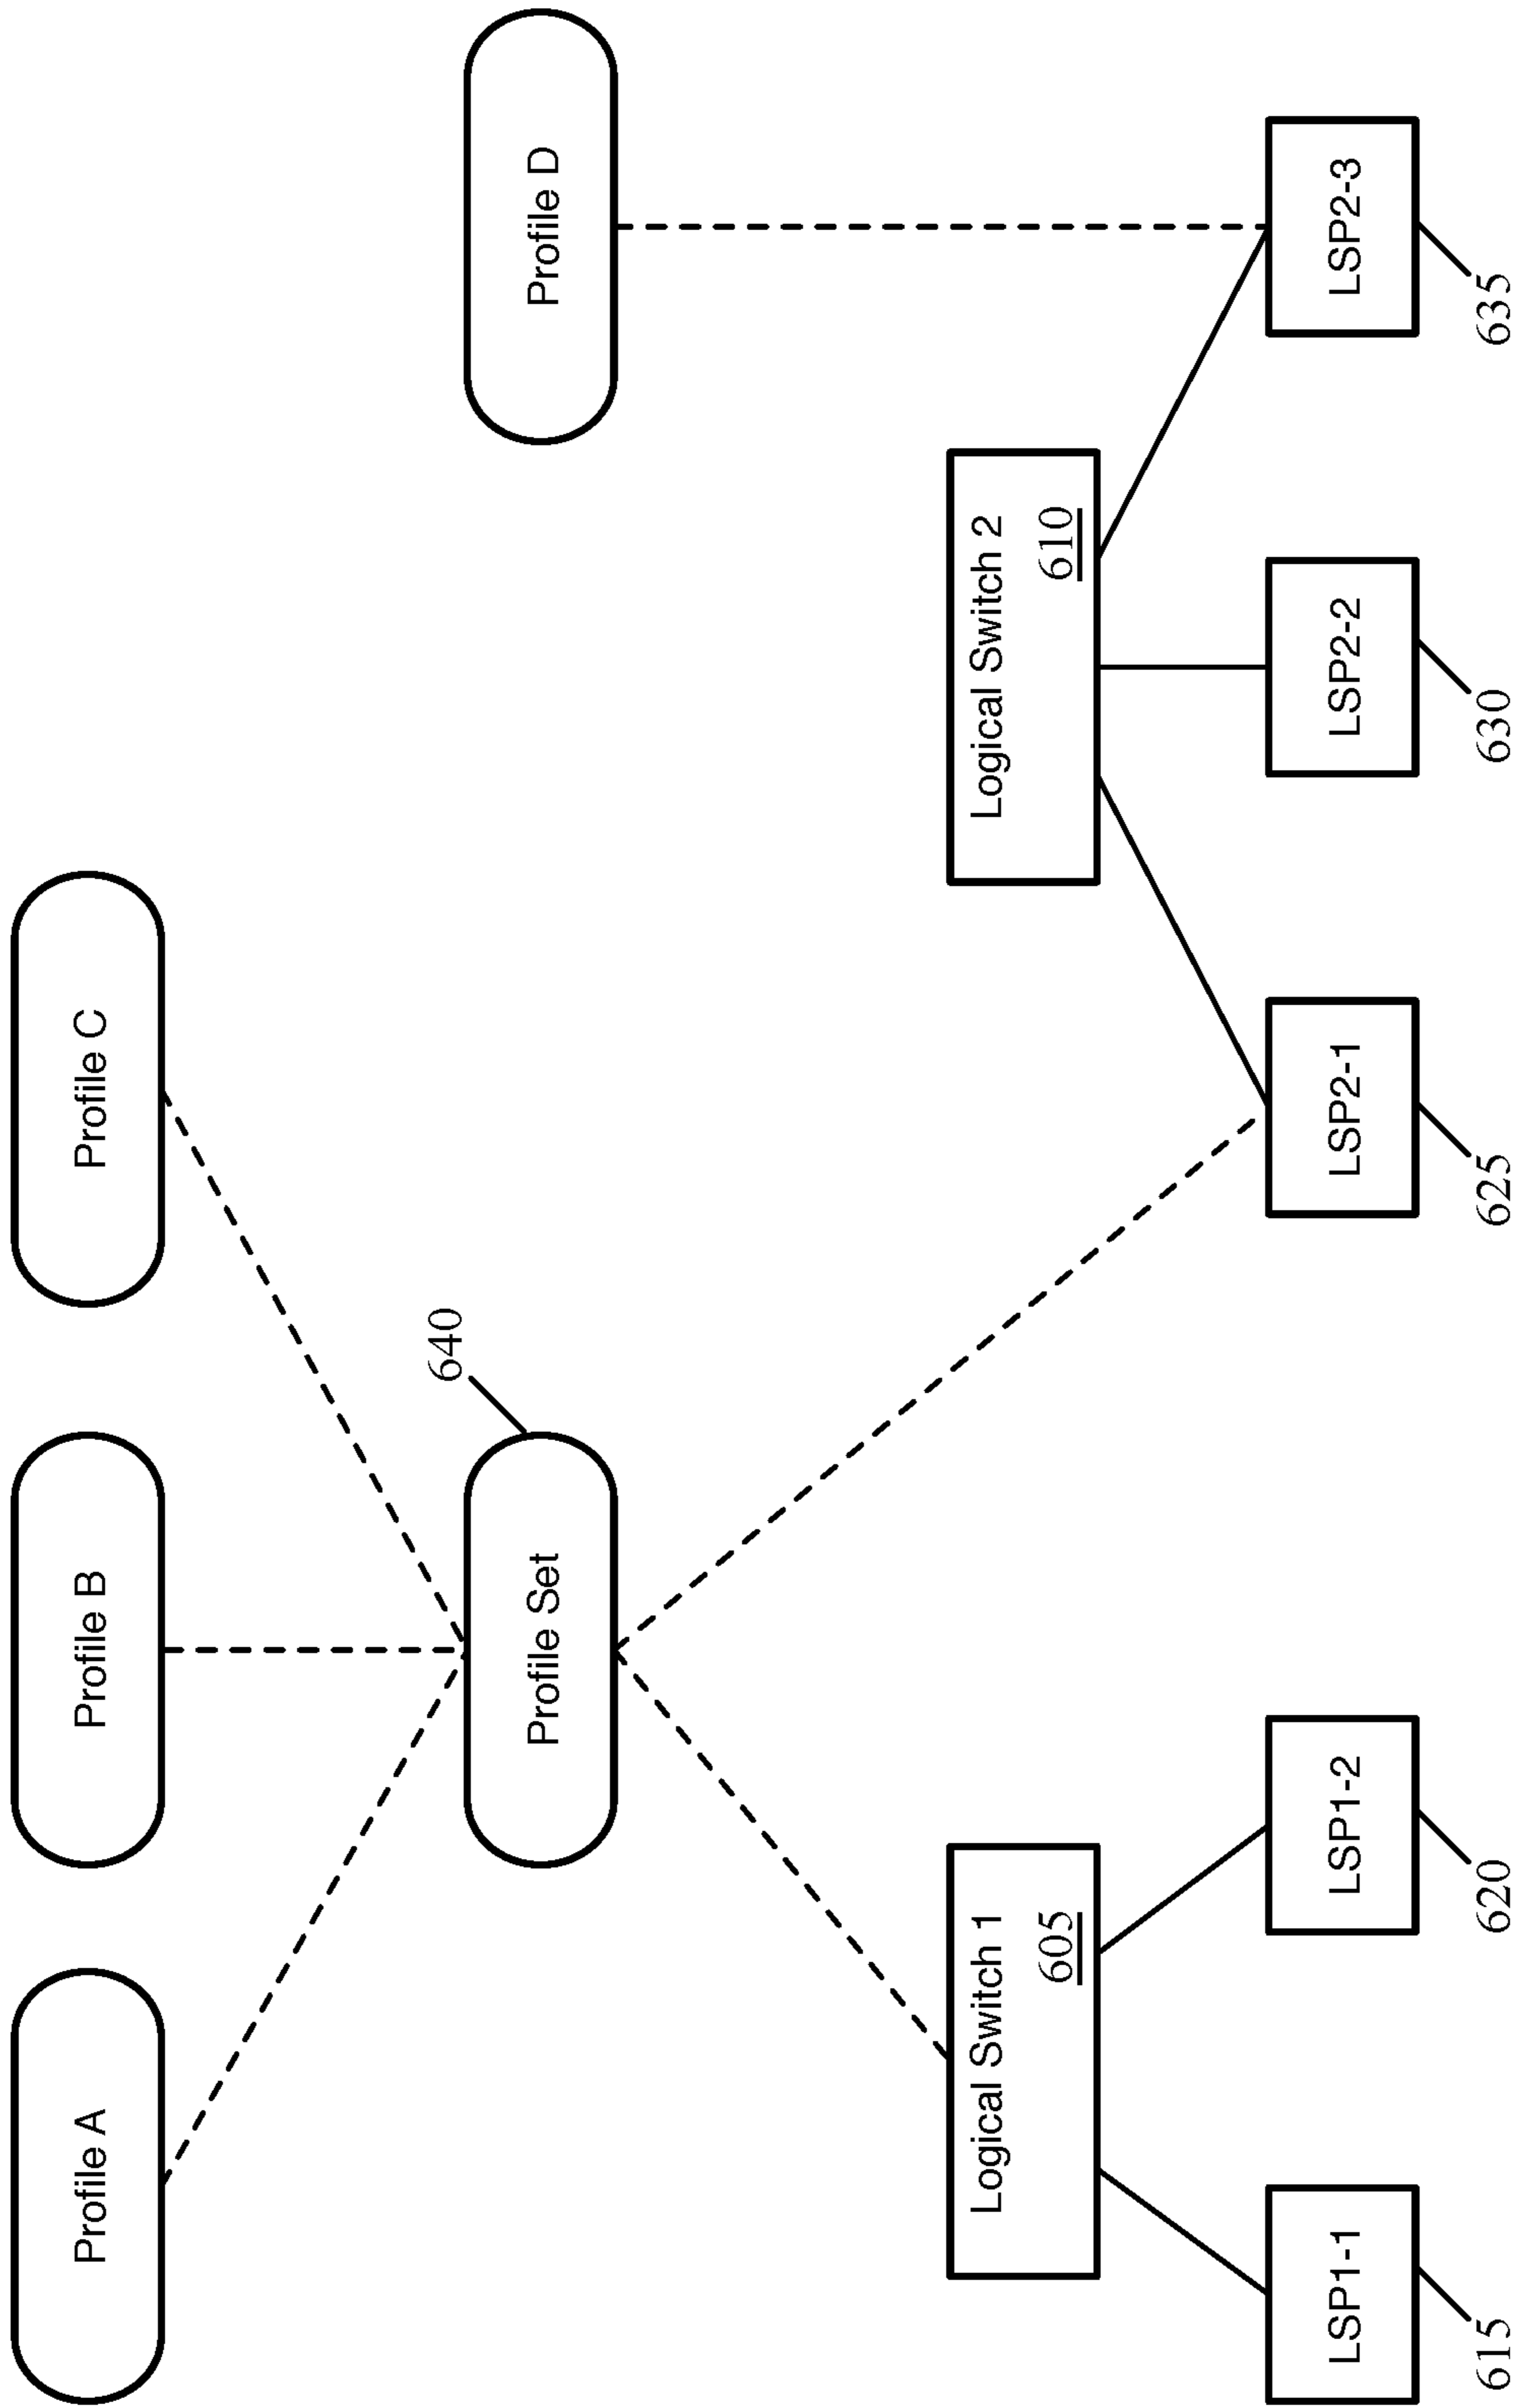 Profile A
Profile B
Profile C
640
Profile Set
Profile D
Logical Switch 1
605
Logical Switch 2
610
LSP1-1
LSP1-2
LSP2-1
LSP2-2
LSP2-3
615
620
625
630
635